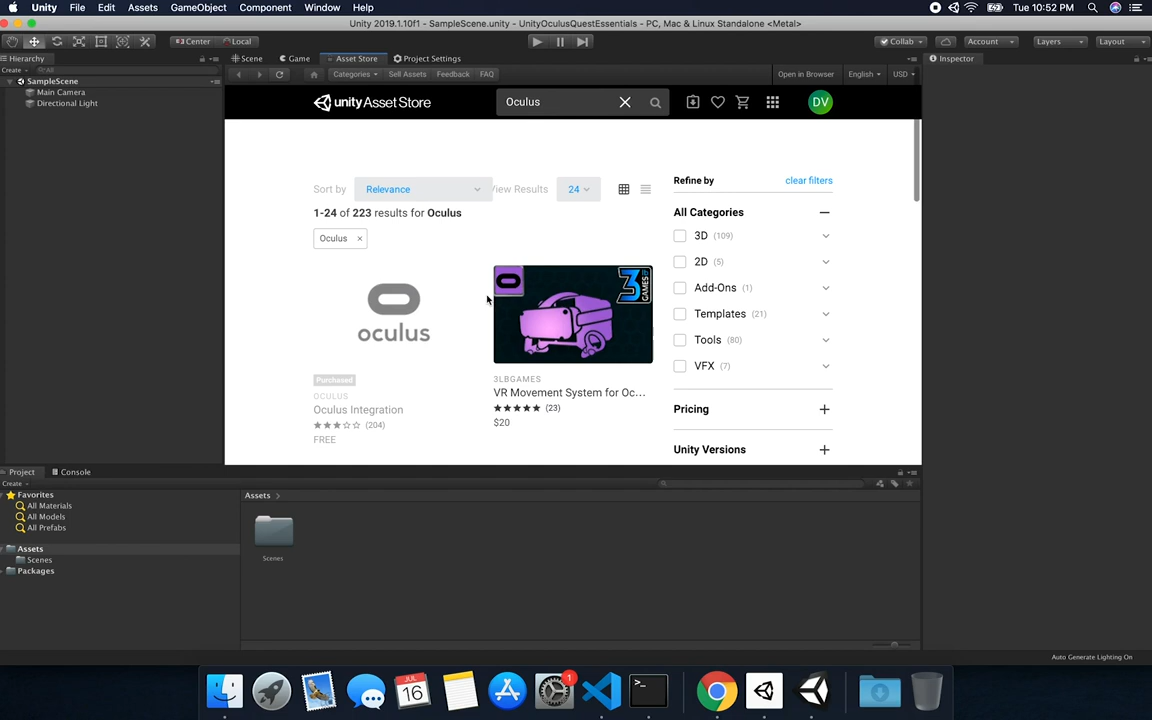 Unity File Edit Assets GameObject Component Window Help Tue 10:52 PM
Unity 2019.1.10f1 - SampleScene.unity - UnityOculusQuestEssentials - PC, Mac & Linux Standalone <Metal>
Center Local Collab Account Layers Layout
Hierarchy Scene Game Asset Store Project Settings Inspector
Create All
SampleScene
Main Camera
Directional Light
Categories Sell Assets Feedback FAQ Open in Browser English USD
unity Asset Store Oculus DV
Sort by Relevance View Results 24
1-24 of 223 results for Oculus
Oculus ×
oculus
Purchased
OCULUS
Oculus Integration
(204)
FREE
3 GAMES
3LBGAMES
VR Movement System for Oc...
(23)
$20
Refine by clear filters
All Categories
3D (109)
2D (5)
Add-Ons (1)
Templates (21)
Tools (80)
VFX (7)
Pricing
Unity Versions
Project Console
Create
Favorites
All Materials
All Models
All Prefabs
Assets
Scenes
Packages
Assets
Scenes
Auto Generate Lighting On
JUL
16
1
>_